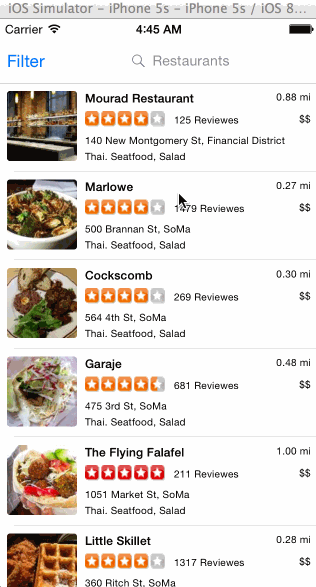 iOS Simulator - iPhone 5s - iPhone 5s / iOS 8...
Carrier 4:45 AM
Filter Restaurants
Mourad Restaurant 0.88 mi
125 Reviewes $$
140 New Montgomery St, Financial District
Thai. Seatfood, Salad
Marlowe 0.27 mi
1479 Reviewes $$
500 Brannan St, SoMa
Thai. Seatfood, Salad
Cockscomb 0.30 mi
269 Reviewes $$
564 4th St, SoMa
Thai. Seatfood, Salad
Garaje 0.48 mi
681 Reviewes $$
475 3rd St, SoMa
Thai. Seatfood, Salad
The Flying Falafel 1.00 mi
211 Reviewes $$
1051 Market St, SoMa
Thai. Seatfood, Salad
Little Skillet 0.28 mi
1317 Reviewes $$
360 Ritch St, SoMa